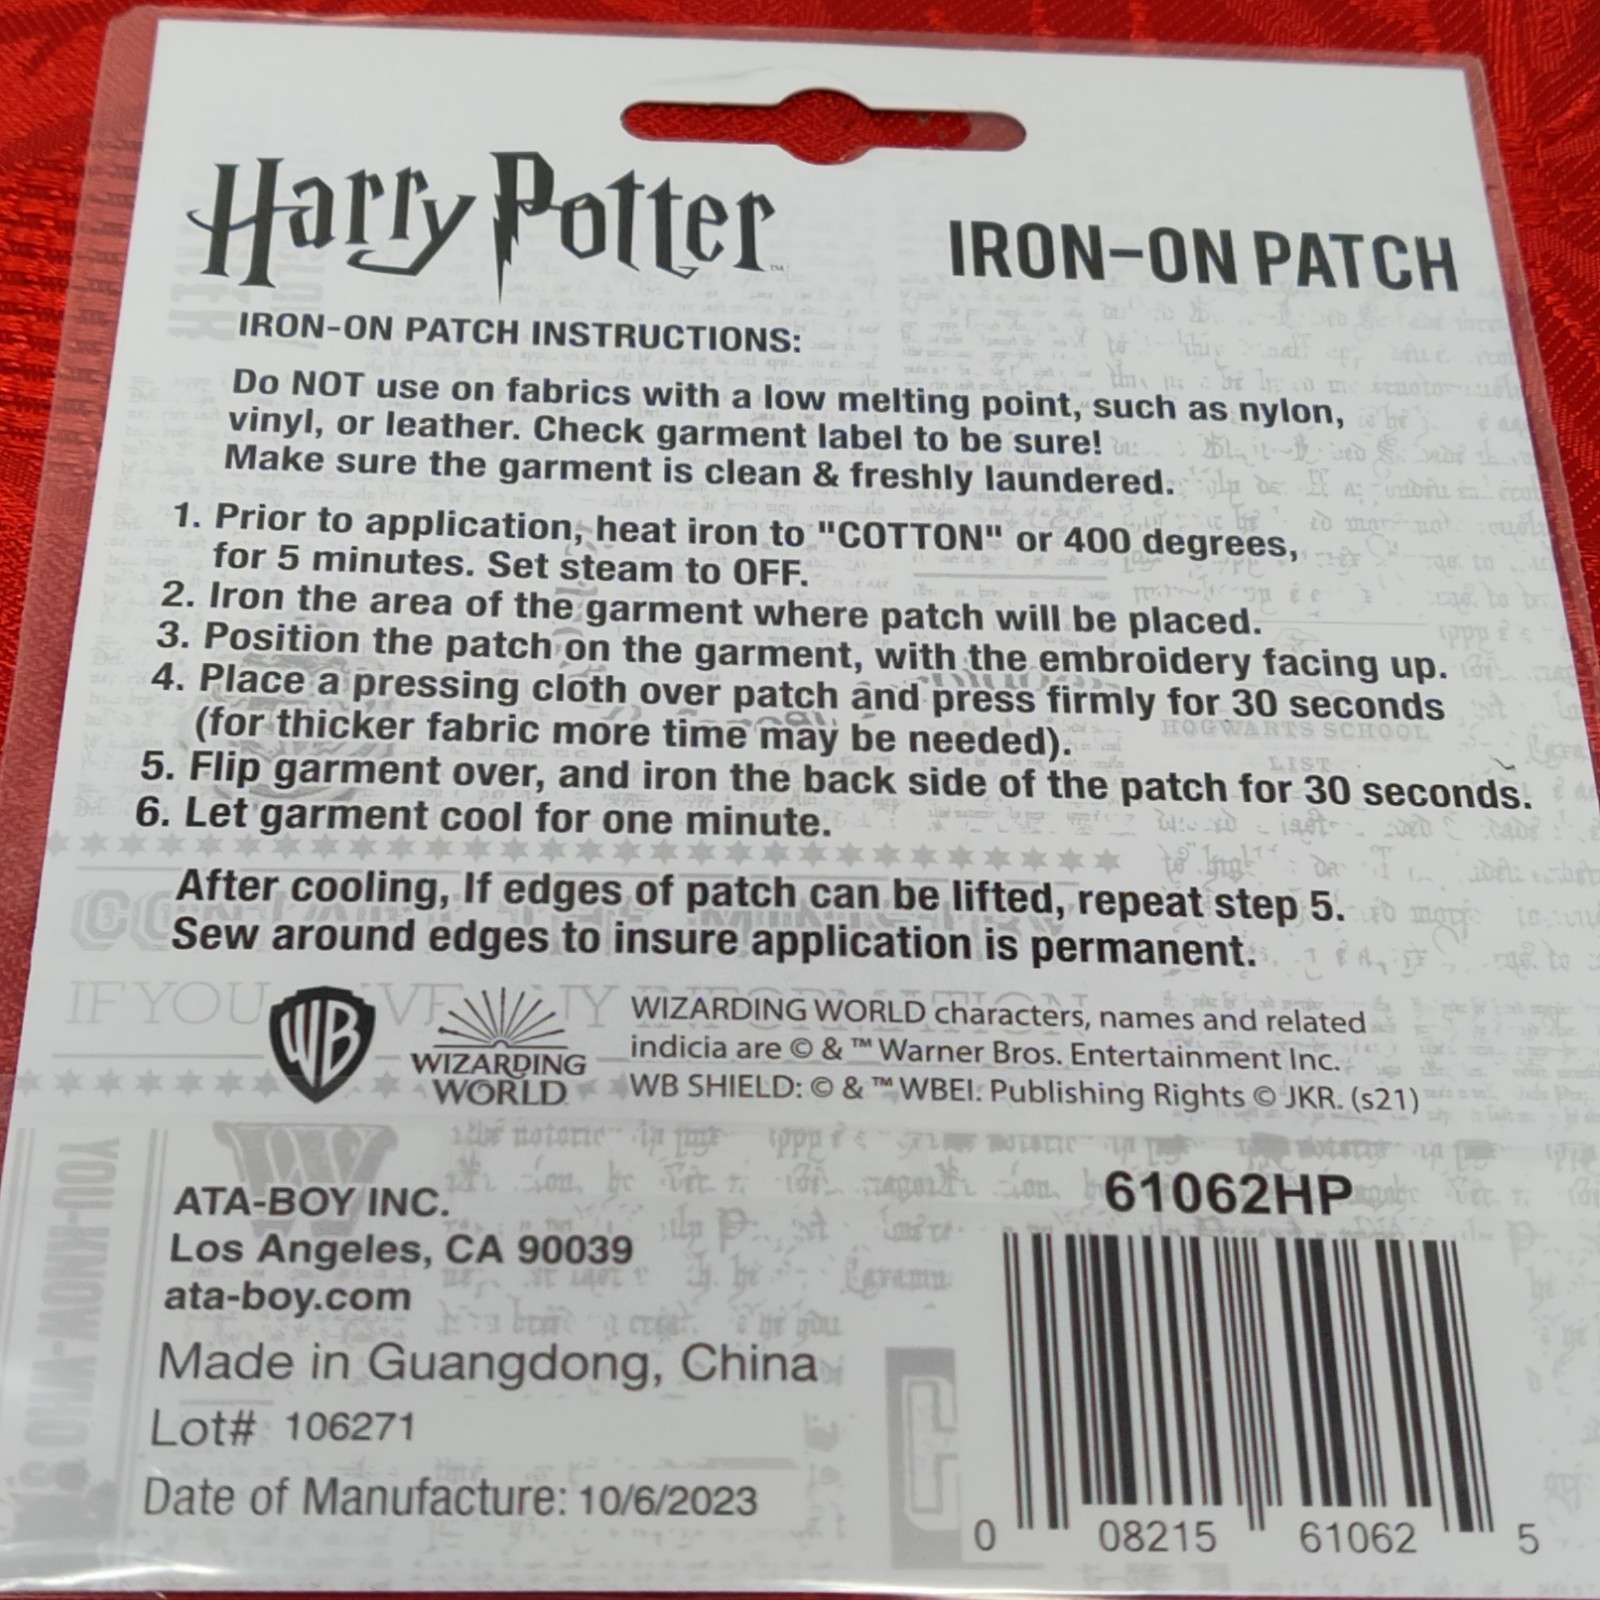 Harry Potter™
IRON-ON PATCH
IRON-ON PATCH INSTRUCTIONS:
Do NOT use on fabrics with a low melting point, such as nylon,
vinyl, or leather. Check garment label to be sure!
Make sure the garment is clean & freshly laundered.
1. Prior to application, heat iron to "COTTON" or 400 degrees,
for 5 minutes. Set steam to OFF.
2. Iron the area of the garment where patch will be placed.
3. Position the patch on the garment, with the embroidery facing up.
4. Place a pressing cloth over patch and press firmly for 30 seconds
(for thicker fabric more time may be needed).
5. Flip garment over, and iron the back side of the patch for 30 seconds.
6. Let garment cool for one minute.
HOGWARTS SCHOOL
LIST
After cooling, If edges of patch can be lifted, repeat step 5.
Sew around edges to insure application is permanent.
IF YOU
WB
WIZARDING
WORLD
WIZARDING WORLD characters, names and related
indicia are © & ™ Warner Bros. Entertainment Inc.
WB SHIELD: © & ™ WBEI. Publishing Rights © JKR. (s21)
YOU-KNOW-WHO
ATA-BOY INC.
Los Angeles, CA 90039
ata-boy.com
Made in Guangdong, China
Lot# 106271
Date of Manufacture: 10/6/2023
61062HP
0 08215 61062 5